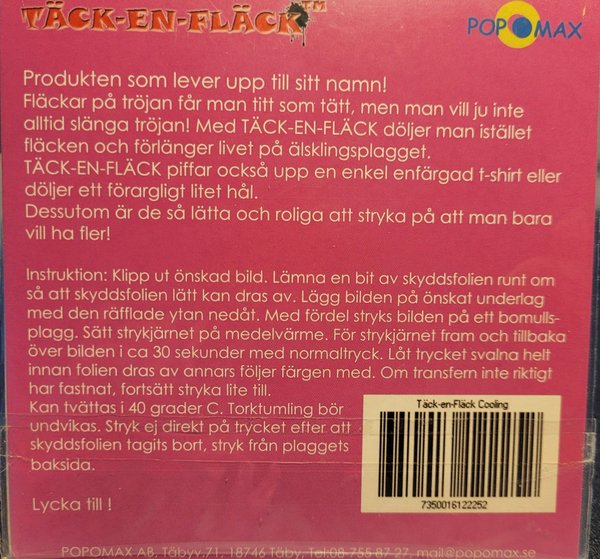 TÄCK-EN-FLÄCK™
POPOMAX
Produkten som lever upp till sitt namn!
Fläckar på tröjan får man titt som tätt, men man vill ju inte
alltid slänga tröjan! Med TÄCK-EN-FLÄCK döljer man istället
fläcken och förlänger livet på älsklingsplagget.
TÄCK-EN-FLÄCK piffar också upp en enkel enfärgad t-shirt eller
döljer ett förargligt litet hål.
Dessutom är de så lätta och roliga att stryka på att man bara
vill ha fler!
Instruktion: Klipp ut önskad bild. Lämna en bit av skyddsfolien runt om
så att skyddsfolien lätt kan dras av. Lägg bilden på önskat underlag
med den räfflade ytan nedåt. Med fördel stryks bilden på ett bomulls-
plagg. Sätt strykjärnet på medelvärme. För strykjärnet fram och tillbaka
över bilden i ca 30 sekunder med normaltryck. Låt trycket svalna helt
innan folien dras av annars följer färgen med. Om transfern inte riktigt
har fastnat, fortsätt stryka lite till.
Kan tvättas i 40 grader C. Torktumling bör
undvikas. Stryk ej direkt på trycket efter att
skyddsfolien tagits bort, stryk från plaggets
baksida.
Täck-en-Fläck Cooling
7350016122252
Lycka till !
POPOMAX AB, Täbyv 71, 18746 Täby, Tel:08-755 87 27, mail@popomax.se